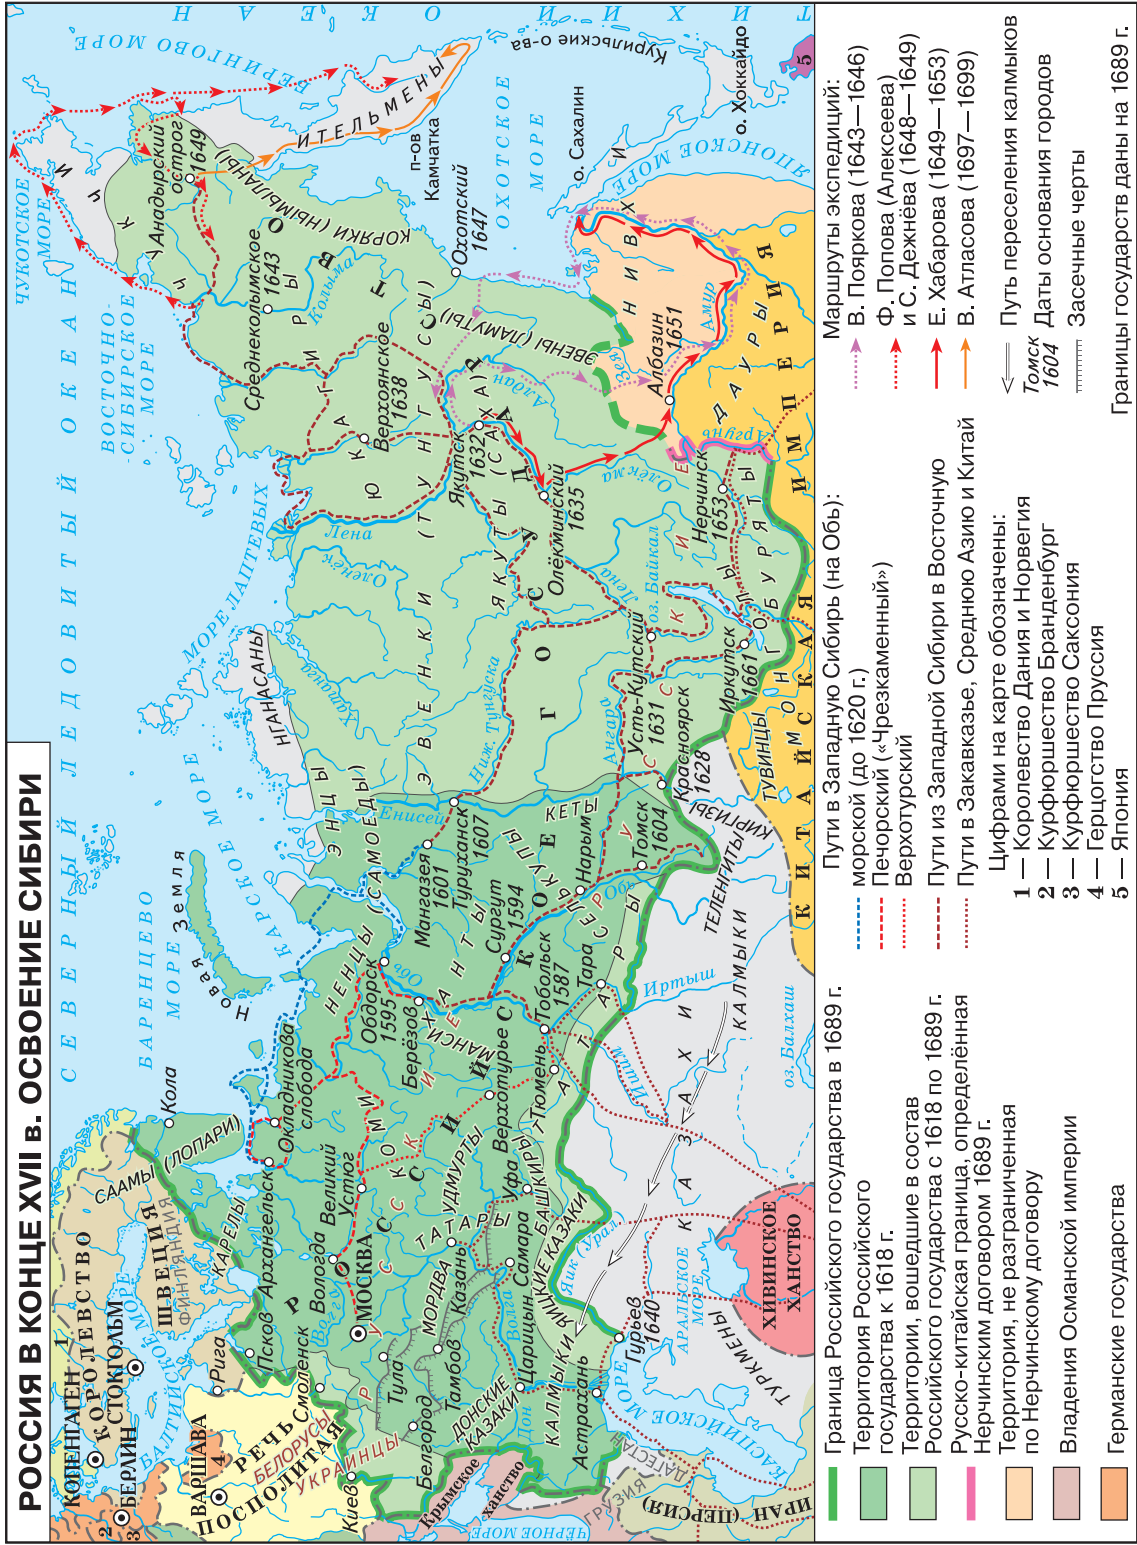 РОССИЯ В КОНЦЕ XVII в. ОСВОЕНИЕ СИБИРИ
СЕВЕРНЫЙ ЛЕДОВИТЫЙ ОКЕАН
ТИХИЙ ОКЕАН
БАРЕНЦЕВО МОРЕ
Новая Земля
КАРСКОЕ МОРЕ
МОРЕ ЛАПТЕВЫХ
ВОСТОЧНО-
СИБИРСКОЕ
МОРЕ
ЧУКОТСКОЕ
МОРЕ
БЕРИНГОВО МОРЕ
ОХОТСКОЕ
МОРЕ
ЯПОНСКОЕ МОРЕ
Курильские о-ва
о. Хоккайдо
о. Сахалин
п-ов
Камчатка
5
КОПЕНГАГЕН
1
КОРОЛЕВСТВО
СТОКГОЛЬМ
БЕРЛИН
2
3
БАЛТИЙСКОЕ МОРЕ
ШВЕЦИЯ
ФИНЛЯНДИЯ
ВАРШАВА
4
Рига
РЕЧЬ
ПОСПОЛИТАЯ
БЕЛОРУСЫ
УКРАИНЦЫ
Киев
Смоленск
Псков
СААМЫ (ЛОПАРИ)
КАРЕЛЫ
Кола
Архангельск
Окладникова
слобода
Вологда
Великий
Устюг
МОСКВА
Волга
Тула
Тамбов
Белгород
МОРДВА
Казань
ТАТАРЫ
УДМУРТЫ
КОМИ
РУССКИЕ
РУССКИЕ
РОССИЙСКОЕ ГОСУДАРСТВО
Самара
Уфа
БАШКИРЫ
Царицын
Волга
Дон
ДОНСКИЕ
КАЗАКИ
ЯИЦКИЕ КАЗАКИ
КАЛМЫКИ
Астрахань
Гурьев
1640
Яик (Урал)
Крымское
ханство
ЧЁРНОЕ МОРЕ
ГРУЗИЯ
ДАГЕСТАН
ИРАН (ПЕРСИЯ)
КАСПИЙСКОЕ МОРЕ
АРАЛЬСКОЕ
МОРЕ
ТУРКМЕНЫ
ХИВИНСКОЕ
ХАНСТВО
КАЗАХИ
КАЛМЫКИ
оз. Балхаш
Иртыш
Ишим
ТЕЛЕНГИТЫ
КИРГИЗЫ
НЕНЦЫ (САМОЕДЫ)
ЭНЦЫ
НГАНАСАНЫ
Обдорск
1595
Берёзов
Обь
ХАНТЫ
МАНСИ
Верхотурье
Тюмень
Тобольск
1587
Тара
ТАТАРЫ
Сургут
1594
Мангазея
1601
Туруханск
1607
СЕЛЬКУПЫ
КЕТЫ
Нарым
Томск
1604
Обь
Енисей
Красноярск
1628
ЭВЕНКИ (ТУНГУСЫ)
Хатанга
Ниж. Тунгуска
Ангара
Усть-Кутский
1631
Иркутск
1661
оз. Байкал
Лена
Оленёк
Лена
ЯКУТЫ (САХА)
Якутск
1632
Олёкминский
1635
Олёкма
Алдан
ЮКАГИРЫ
Верхоянское
1638
Среднеколымское
1643
Колыма
ЧУКЧИ
Анадырский
острог
1649
КОРЯКИ (НЫМЫЛАНЫ)
ИТЕЛЬМЕНЫ
Охотский
1647
ЭВЕНЫ (ЛАМУТЫ)
НИВХИ
Зея
Амур
Албазин
1651
ДАУРЫ
Аргунь
Нерчинск
1653
БУРЯТЫ
МОНГОЛЫ
ТУВИНЦЫ
КИТАЙСКАЯ ИМПЕРИЯ
Граница Российского государства в 1689 г.
Территория Российского
государства к 1618 г.
Территории, вошедшие в состав
Российского государства с 1618 по 1689 г.
Русско-китайская граница, определённая
Нерчинским договором 1689 г.
Территория, не разграниченная
по Нерчинскому договору
Владения Османской империи
Германские государства
Пути в Западную Сибирь (на Обь):
морской (до 1620 г.)
Печорский («Чрезкаменный»)
Верхотурский
Пути из Западной Сибири в Восточную
Пути в Закавказье, Среднюю Азию и Китай
Цифрами на карте обозначены:
1 — Королевство Дания и Норвегия
2 — Курфюршество Бранденбург
3 — Курфюршество Саксония
4 — Герцогство Пруссия
5 — Япония
Маршруты экспедиций:
В. Пояркова (1643—1646)
Ф. Попова (Алексеева)
и С. Дежнёва (1648—1649)
Е. Хабарова (1649—1653)
В. Атласова (1697—1699)
Путь переселения калмыков
Томск
1604
Даты основания городов
Засечные черты
Границы государств даны на 1689 г.